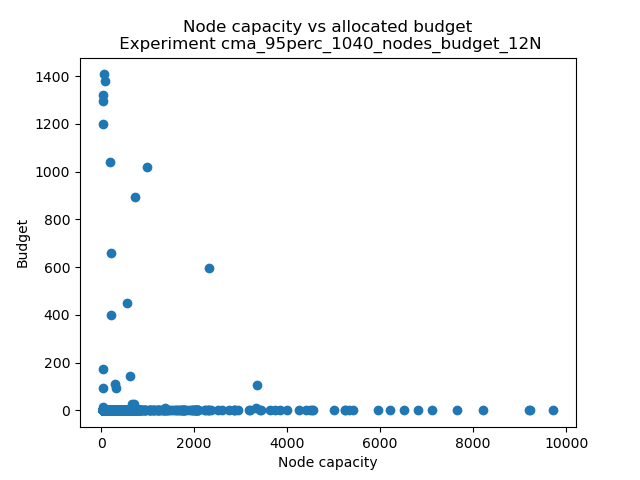 Node capacity vs allocated budget
Experiment cma_95perc_1040_nodes_budget_12N
1400
1200
1000
800
600
400
200
0
Budget
0 2000 4000 6000 8000 10000
Node capacity